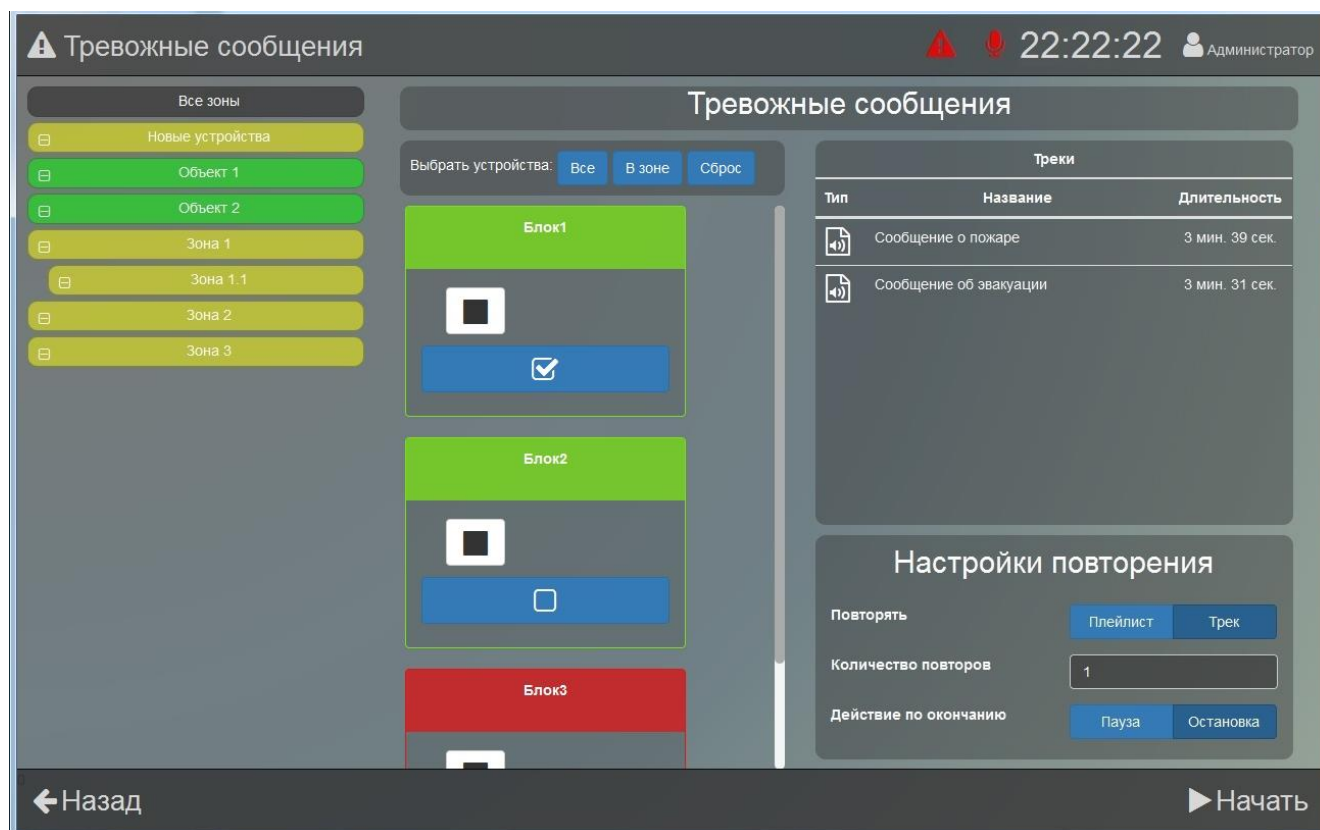 Тревожные сообщения
22:22:22 Администратор
Все зоны
Новые устройства
Объект 1
Объект 2
Зона 1
Зона 1.1
Зона 2
Зона 3
Тревожные сообщения
Выбрать устройства: Все В зоне Сброс
Блок1
Блок2
Блок3
Треки
Тип Название Длительность
Сообщение о пожаре 3 мин. 39 сек.
Сообщение об эвакуации 3 мин. 31 сек.
Настройки повторения
Повторять Плейлист Трек
Количество повторов 1
Действие по окончанию Пауза Остановка
Назад
Начать